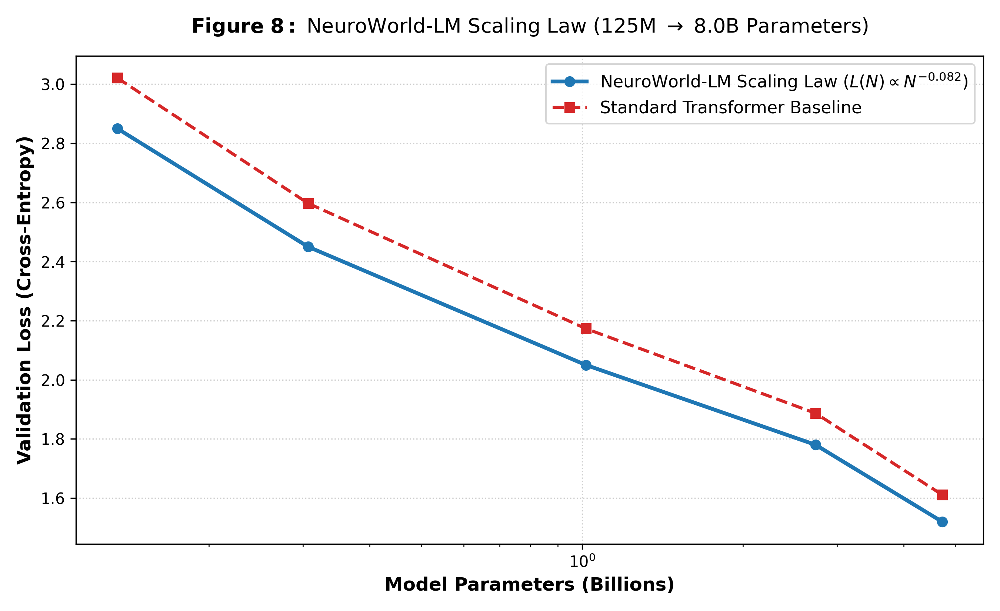 Figure 8: NeuroWorld-LM Scaling Law (125M → 8.0B Parameters)
NeuroWorld-LM Scaling Law (L(N) ∝ N^{-0.082})
Standard Transformer Baseline
Validation Loss (Cross-Entropy)
3.0
2.8
2.6
2.4
2.2
2.0
1.8
1.6
10^0
Model Parameters (Billions)